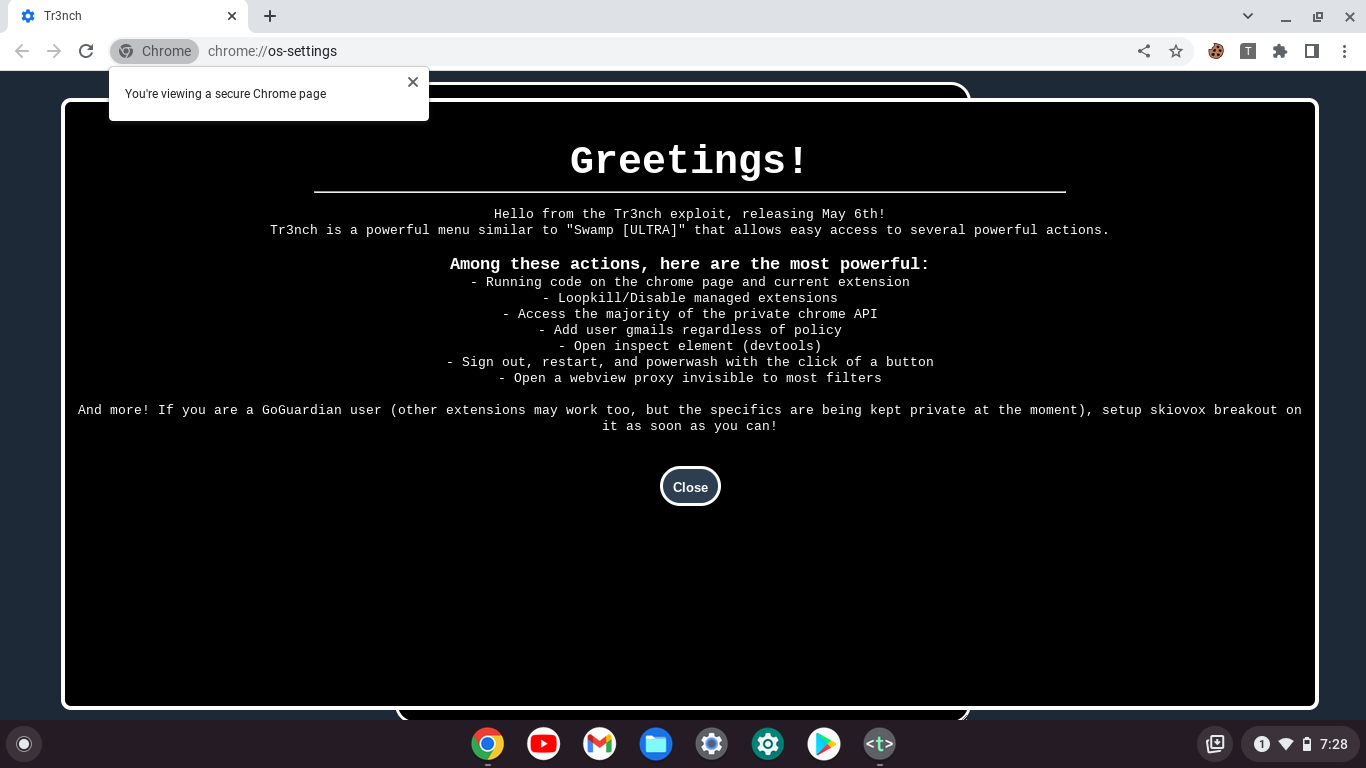 Tr3nch
Chrome
chrome://os-settings
T
You're viewing a secure Chrome page
Greetings!
Hello from the Tr3nch exploit, releasing May 6th!
Tr3nch is a powerful menu similar to "Swamp [ULTRA]" that allows easy access to several powerful actions.
Among these actions, here are the most powerful:
- Running code on the chrome page and current extension
- Loopkill/Disable managed extensions
- Access the majority of the private chrome API
- Add user gmails regardless of policy
- Open inspect element (devtools)
- Sign out, restart, and powerwash with the click of a button
- Open a webview proxy invisible to most filters
And more! If you are a GoGuardian user (other extensions may work too, but the specifics are being kept private at the moment), setup skiovox breakout on
it as soon as you can!
Close
<t>
1
7:28